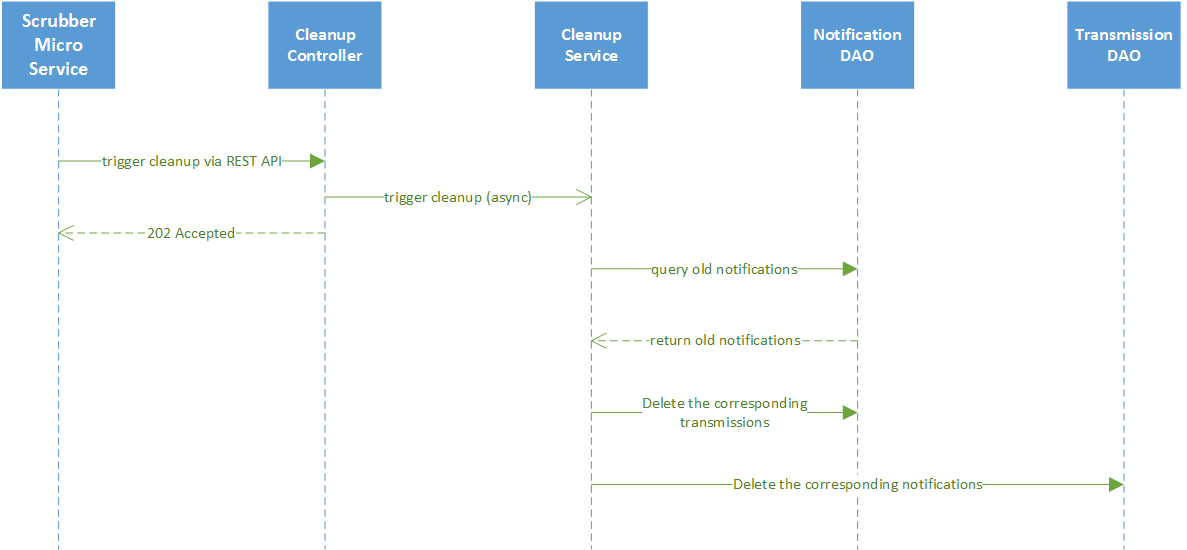 Scrubber
Micro
Service
Cleanup
Controller
Cleanup
Service
Notification
DAO
Transmission
DAO
trigger cleanup via REST API
trigger cleanup (async)
202 Accepted
query old notifications
return old notifications
Delete the corresponding
transmissions
Delete the corresponding notifications